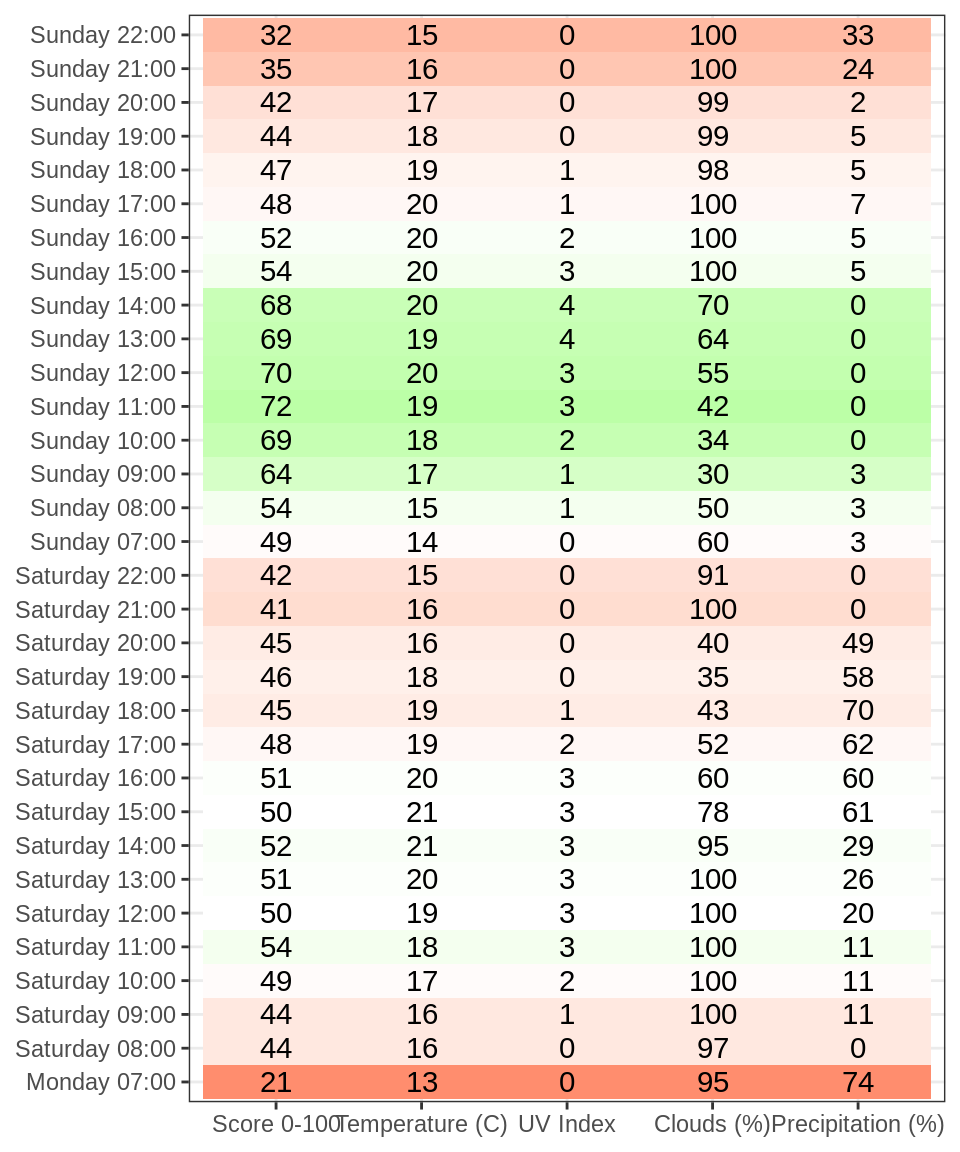 Sunday 22:00 32 15 0 100 33
Sunday 21:00 35 16 0 100 24
Sunday 20:00 42 17 0 99 2
Sunday 19:00 44 18 0 99 5
Sunday 18:00 47 19 1 98 5
Sunday 17:00 48 20 1 100 7
Sunday 16:00 52 20 2 100 5
Sunday 15:00 54 20 3 100 5
Sunday 14:00 68 20 4 70 0
Sunday 13:00 69 19 4 64 0
Sunday 12:00 70 20 3 55 0
Sunday 11:00 72 19 3 42 0
Sunday 10:00 69 18 2 34 0
Sunday 09:00 64 17 1 30 3
Sunday 08:00 54 15 1 50 3
Sunday 07:00 49 14 0 60 3
Saturday 22:00 42 15 0 91 0
Saturday 21:00 41 16 0 100 0
Saturday 20:00 45 16 0 40 49
Saturday 19:00 46 18 0 35 58
Saturday 18:00 45 19 1 43 70
Saturday 17:00 48 19 2 52 62
Saturday 16:00 51 20 3 60 60
Saturday 15:00 50 21 3 78 61
Saturday 14:00 52 21 3 95 29
Saturday 13:00 51 20 3 100 26
Saturday 12:00 50 19 3 100 20
Saturday 11:00 54 18 3 100 11
Saturday 10:00 49 17 2 100 11
Saturday 09:00 44 16 1 100 11
Saturday 08:00 44 16 0 97 0
Monday 07:00 21 13 0 95 74
Score 0-100 Temperature (C) UV Index Clouds (%) Precipitation (%)